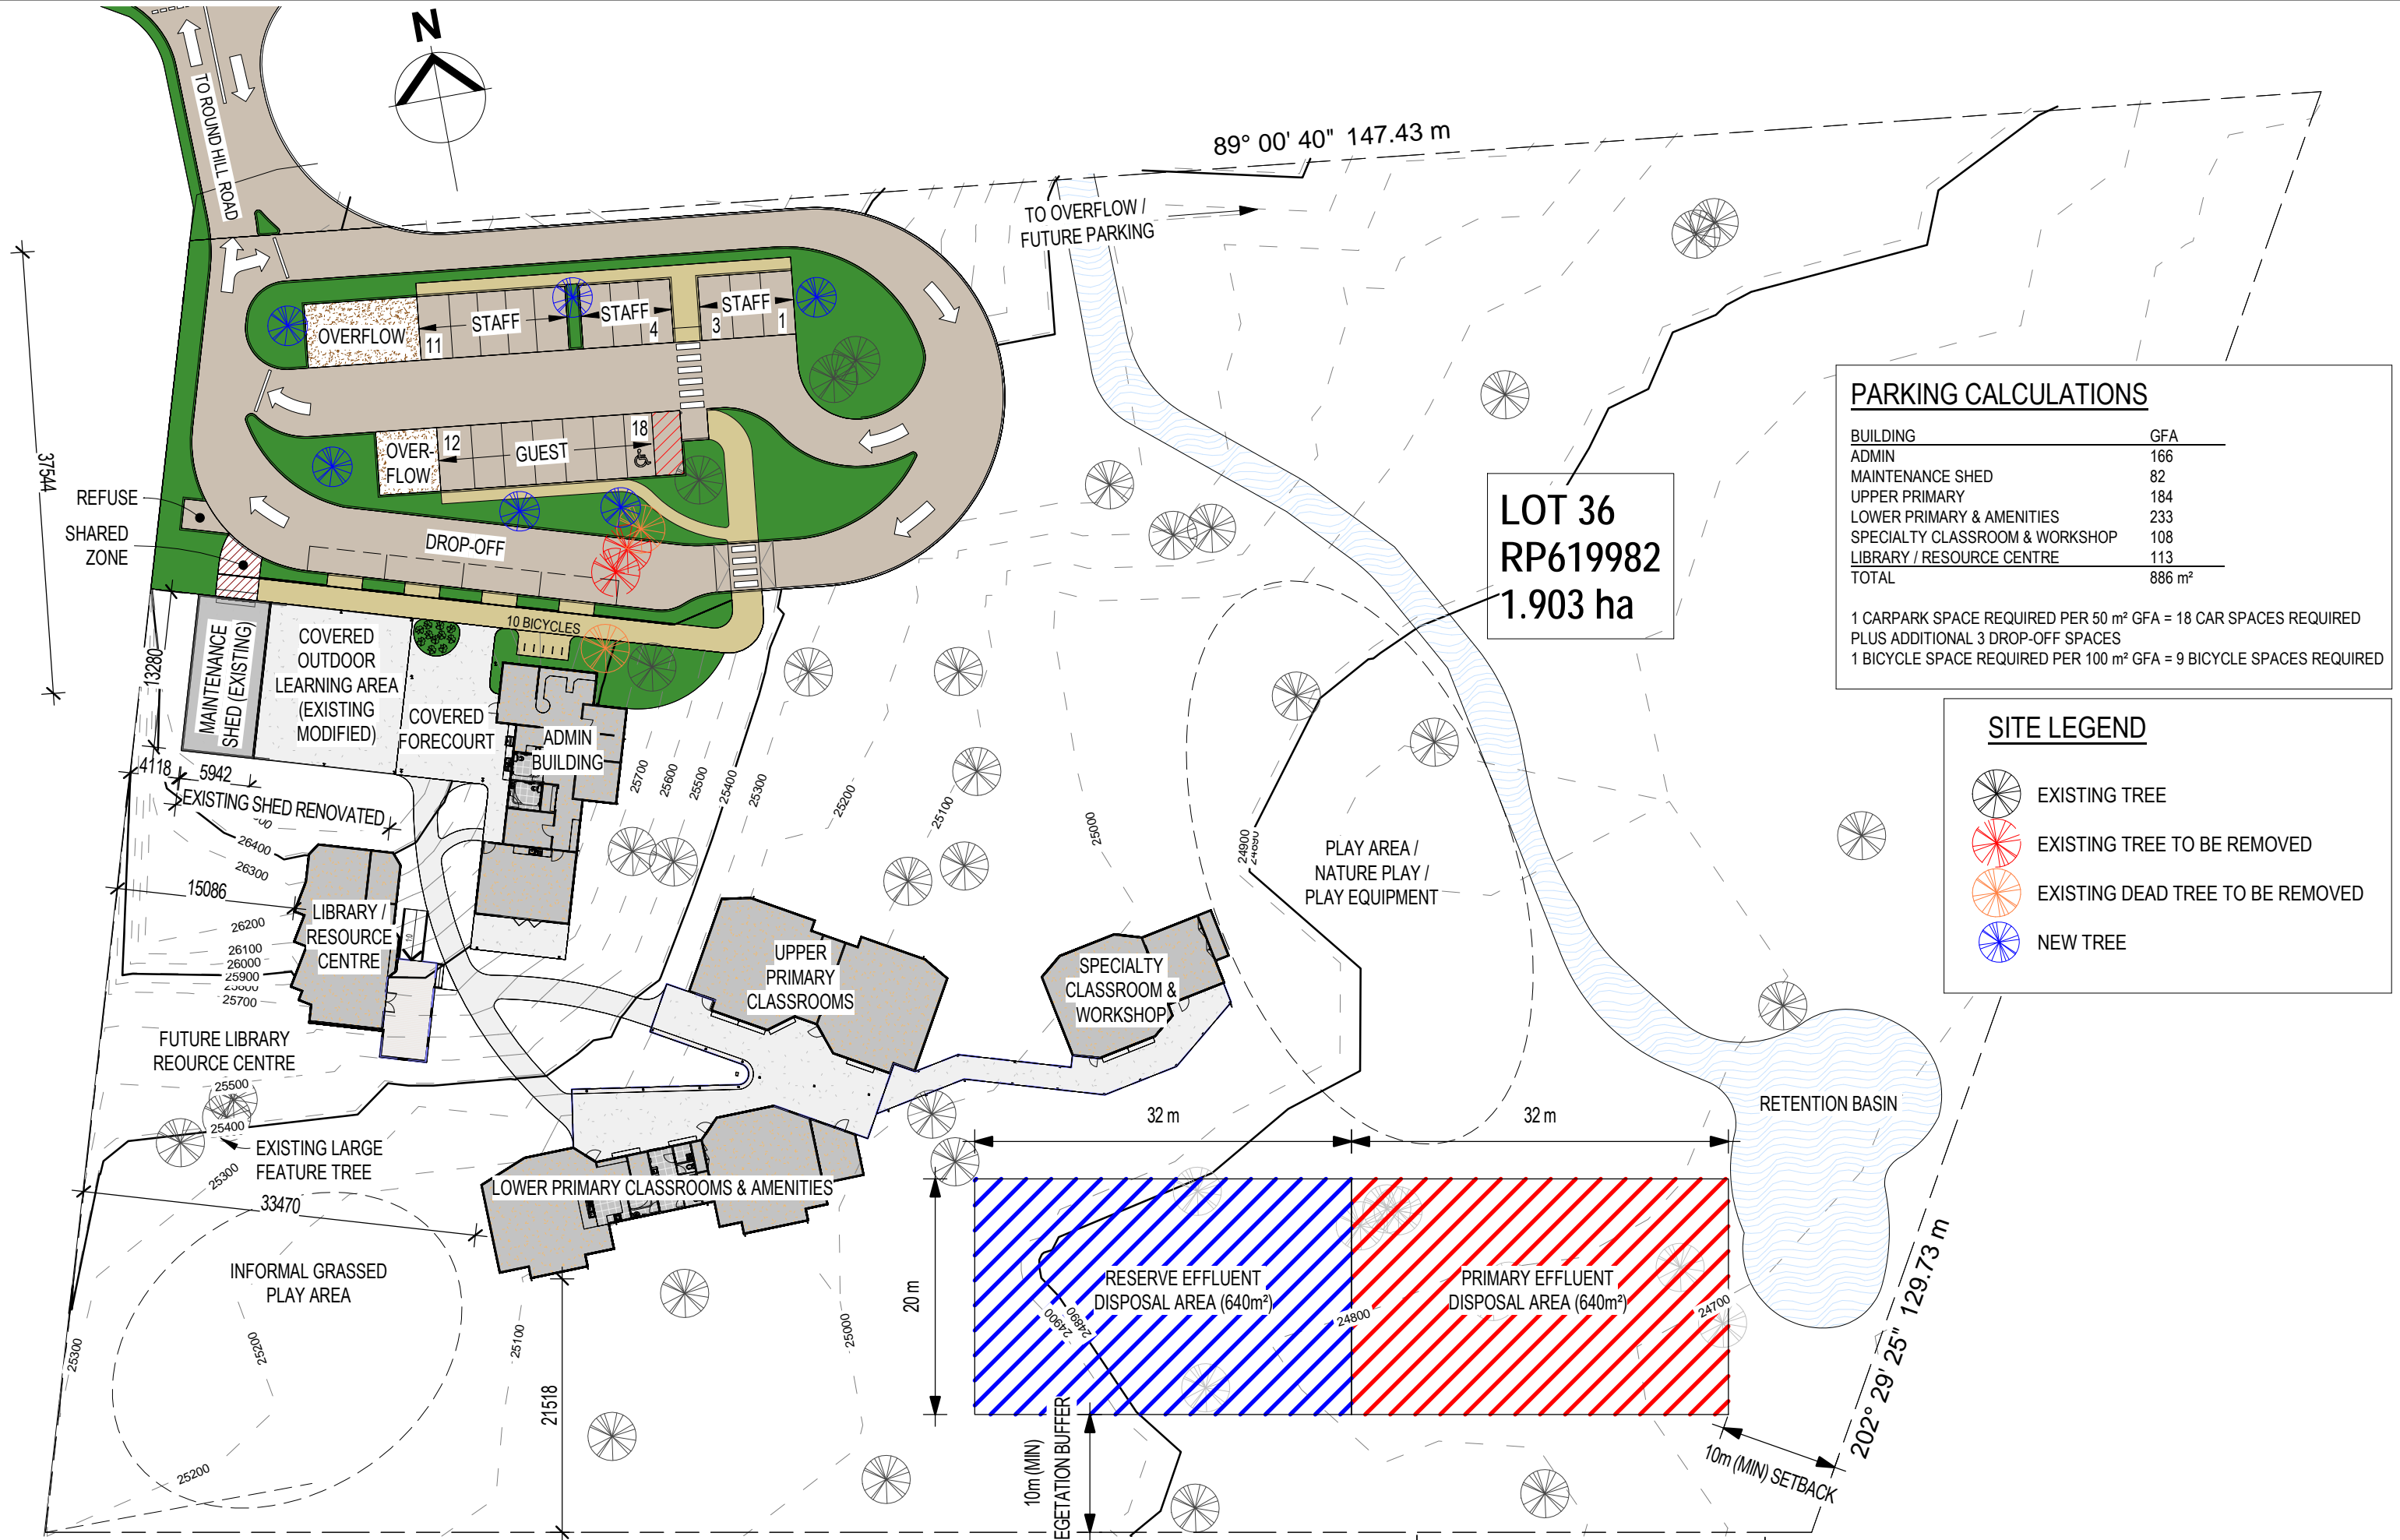 N
TO ROUND HILL ROAD
89° 00' 40" 147.43 m
TO OVERFLOW /
FUTURE PARKING
OVERFLOW
STAFF
STAFF
STAFF
11
4
3
1
OVER-
FLOW
12
GUEST
18
37544
REFUSE
SHARED
ZONE
DROP-OFF
10 BICYCLES
LOT 36
RP619982
1.903 ha
PARKING CALCULATIONS
BUILDING GFA
ADMIN 166
MAINTENANCE SHED 82
UPPER PRIMARY 184
LOWER PRIMARY & AMENITIES 233
SPECIALTY CLASSROOM & WORKSHOP 108
LIBRARY / RESOURCE CENTRE 113
TOTAL 886 m²
1 CARPARK SPACE REQUIRED PER 50 m² GFA = 18 CAR SPACES REQUIRED
PLUS ADDITIONAL 3 DROP-OFF SPACES
1 BICYCLE SPACE REQUIRED PER 100 m² GFA = 9 BICYCLE SPACES REQUIRED
SITE LEGEND
EXISTING TREE
EXISTING TREE TO BE REMOVED
EXISTING DEAD TREE TO BE REMOVED
NEW TREE
13280
MAINTENANCE
SHED (EXISTING)
COVERED
OUTDOOR
LEARNING AREA
(EXISTING
MODIFIED)
COVERED
FORECOURT
ADMIN
BUILDING
4118
5942
EXISTING SHED RENOVATED
25700
25600
25500
25400
25300
25200
25100
25000
24900
24890
26400
26300
15086
26200
26100
26000
25900
25800
25700
LIBRARY /
RESOURCE
CENTRE
PLAY AREA /
NATURE PLAY /
PLAY EQUIPMENT
UPPER
PRIMARY
CLASSROOMS
SPECIALTY
CLASSROOM &
WORKSHOP
FUTURE LIBRARY
REOURCE CENTRE
25500
25400
EXISTING LARGE
FEATURE TREE
25300
33470
LOWER PRIMARY CLASSROOMS & AMENITIES
32 m
32 m
RETENTION BASIN
20 m
RESERVE EFFLUENT
DISPOSAL AREA (640m²)
PRIMARY EFFLUENT
DISPOSAL AREA (640m²)
24900
24890
24800
24700
INFORMAL GRASSED
PLAY AREA
25300
25200
25200
25100
25000
21518
10m (MIN)
EGETATION BUFFER
10m (MIN) SETBACK
202° 29' 25" 129.73 m